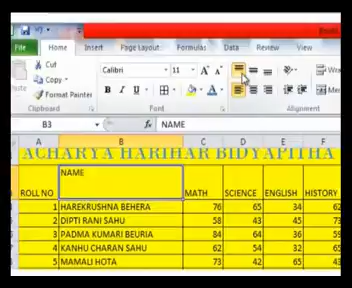 File Home Insert Page Layout Formulas Data Review View
Cut
Calibri 11 A A
Copy
Format Painter
B I U A
Clipboard Font Alignment
B3 fx NAME
A B C D E F
ACHARYA HARIHAR BIDYAPITHA
ROLL NO NAME MATH SCIENCE ENGLISH HISTORY
1 HAREKRUSHNA BEHERA 76 65 34
2 DIPTI RANI SAHU 58 43 45
3 PADMA KUMARI BEURIA 84 64 36
4 KANHU CHARAN SAHU 62 54 32
5 MAMALI HOTA 73 42 65